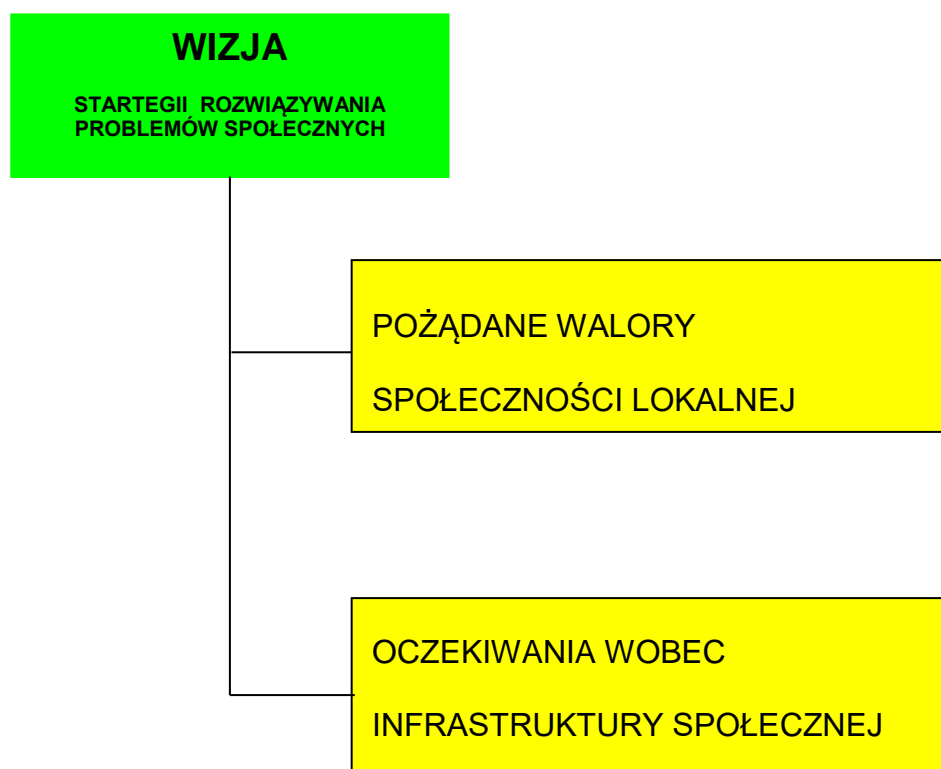 WIZJA
STARTEGII ROZWIĄZYWANIA
PROBLEMÓW SPOŁECZNYCH
POŻĄDANE WALORY
SPOŁECZNOŚCI LOKALNEJ
OCZEKIWANIA WOBEC
INFRASTRUKTURY SPOŁECZNEJ